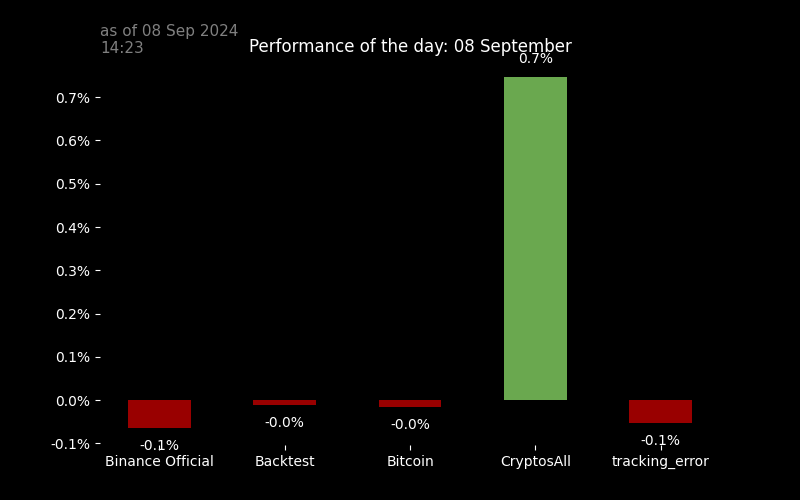 as of 08 Sep 2024
14:23
Performance of the day: 08 September
0.7%
0.7%
0.6%
0.5%
0.4%
0.3%
0.2%
0.1%
0.0%
-0.1%
-0.1%
-0.0%
-0.0%
-0.1%
Binance Official
Backtest
Bitcoin
CryptosAll
tracking_error